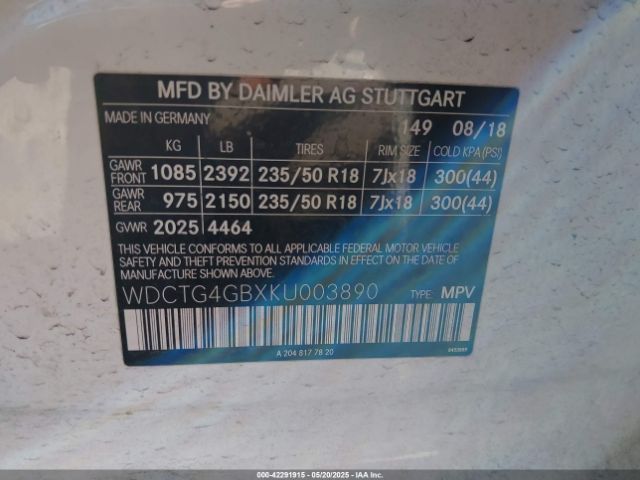 MFD BY DAIMLER AG STUTTGART
MADE IN GERMANY 149 08/18
KG LB TIRES RIM SIZE COLD KPA (PSI)
GAWR FRONT 1085 2392 235/50 R18 7Jx18 300(44)
GAWR REAR 975 2150 235/50 R18 7Jx18 300(44)
GVWR 2025 4464
THIS VEHICLE CONFORMS TO ALL APPLICABLE FEDERAL MOTOR VEHICLE
SAFETY AND THEFT PREVENTION STANDARDS IN EFFECT ON THE DATE
OF MANUFACTURE SHOWN ABOVE.
WDCTG4GBXKU003890 TYPE: MPV
A 204 817 78 20
000-42291915 - 05/20/2025 - IAAI.COM